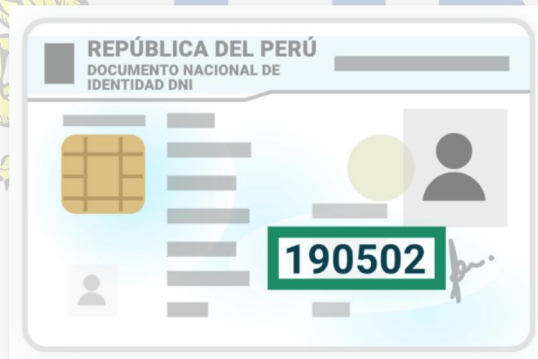 REPÚBLICA DEL PERÚ
DOCUMENTO NACIONAL DE
IDENTIDAD DNI
190502